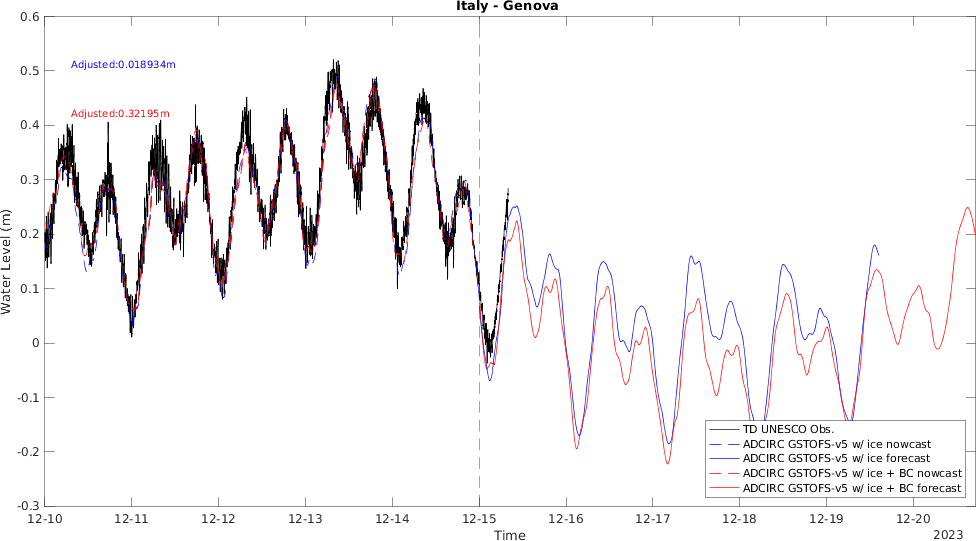 Italy - Genova
0.6
0.5
0.4
0.3
0.2
0.1
0
-0.1
-0.2
-0.3
Water Level (m)
Adjusted:0.018934m
Adjusted:0.32195m
TD UNESCO Obs.
ADCIRC GSTOFS-v5 w/ ice nowcast
ADCIRC GSTOFS-v5 w/ ice forecast
ADCIRC GSTOFS-v5 w/ ice + BC nowcast
ADCIRC GSTOFS-v5 w/ ice + BC forecast
12-10 12-11 12-12 12-13 12-14 12-15 12-16 12-17 12-18 12-19 12-20
Time
2023